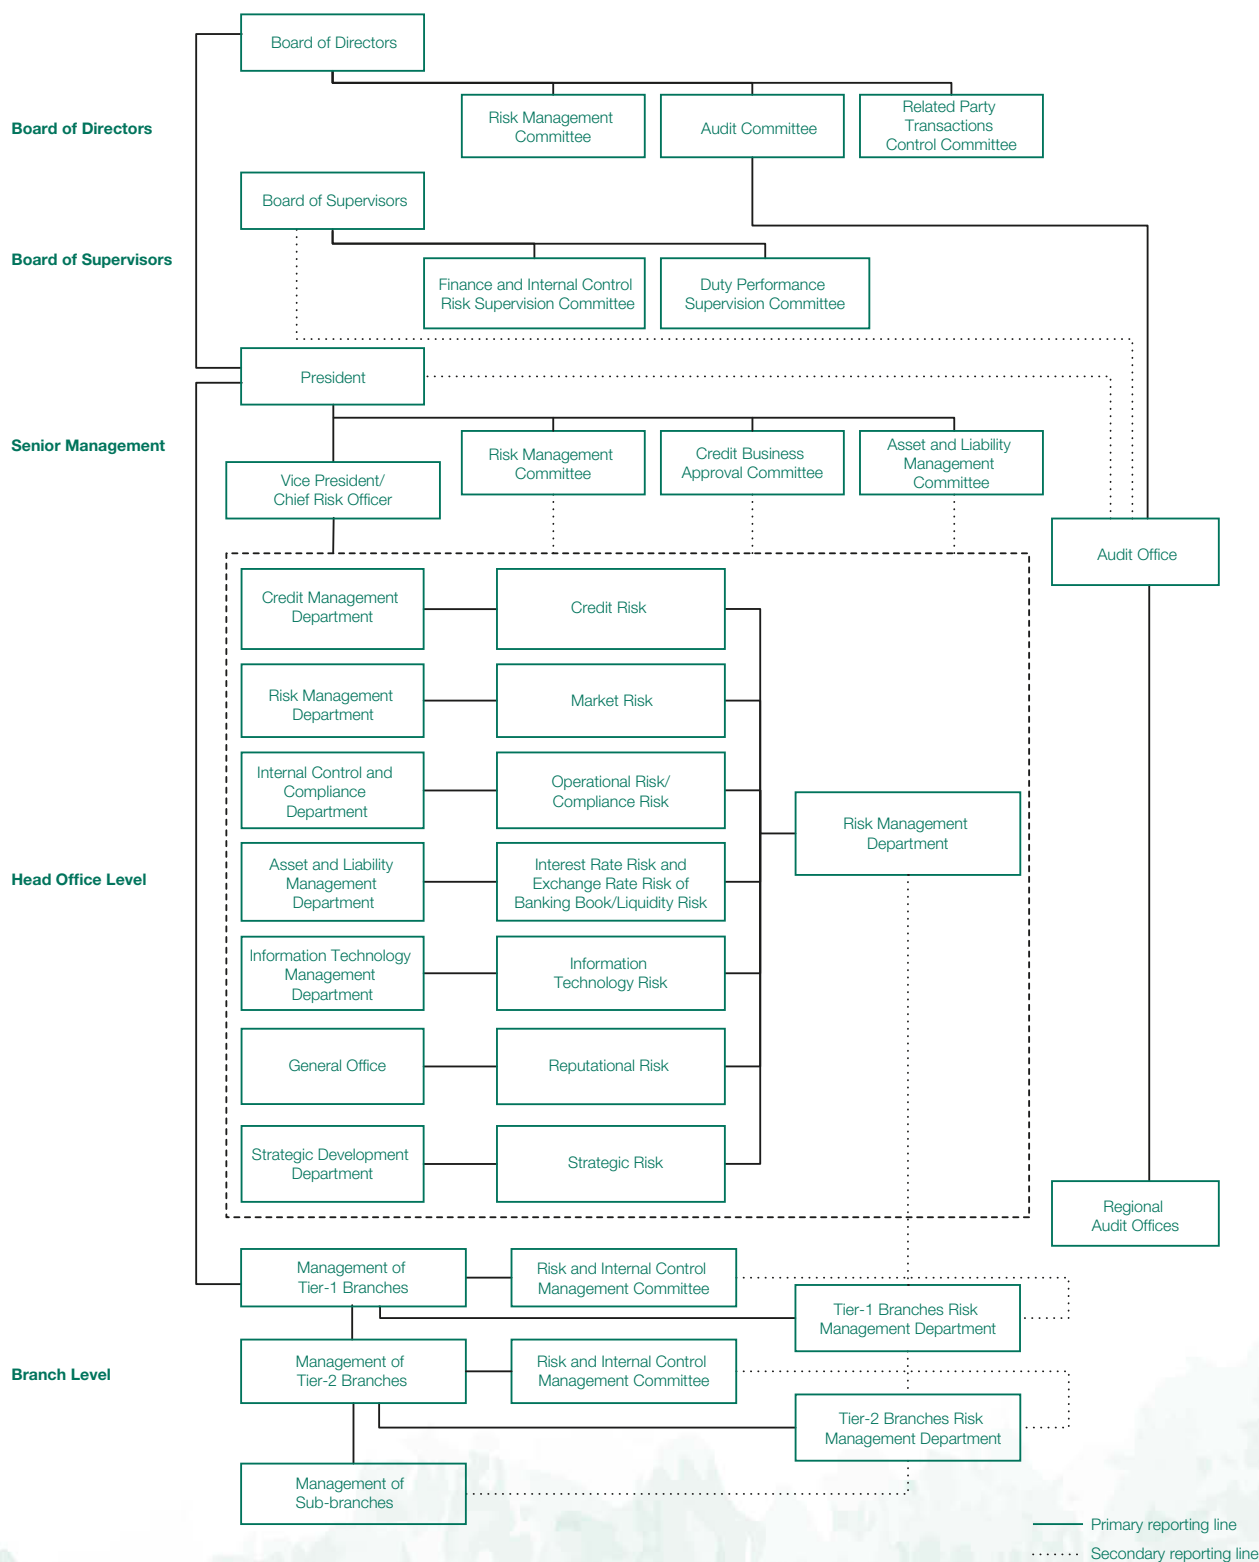 Board of Directors
Board of Directors
Risk Management
Committee
Audit Committee
Related Party
Transactions
Control Committee
Board of Supervisors
Board of Supervisors
Finance and Internal Control
Risk Supervision Committee
Duty Performance
Supervision Committee
President
Senior Management
Vice President/
Chief Risk Officer
Risk Management
Committee
Credit Business
Approval Committee
Asset and Liability
Management
Committee
Audit Office
Credit Management
Department
Credit Risk
Risk Management
Department
Market Risk
Internal Control and
Compliance
Department
Operational Risk/
Compliance Risk
Risk Management
Department
Head Office Level
Asset and Liability
Management
Department
Interest Rate Risk and
Exchange Rate Risk of
Banking Book/Liquidity Risk
Information Technology
Management
Department
Information
Technology Risk
General Office
Reputational Risk
Strategic Development
Department
Strategic Risk
Regional
Audit Offices
Management of
Tier-1 Branches
Risk and Internal Control
Management Committee
Tier-1 Branches Risk
Management Department
Branch Level
Management of
Tier-2 Branches
Risk and Internal Control
Management Committee
Tier-2 Branches Risk
Management Department
Management of
Sub-branches
Primary reporting line
Secondary reporting line